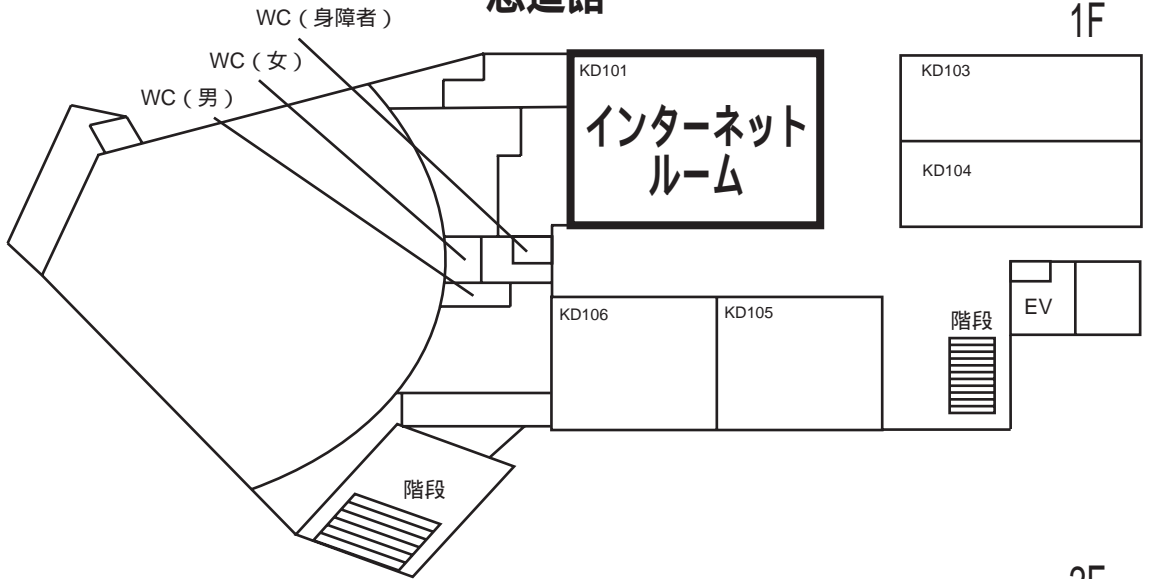 1F
WC（身障者）
WC（女）
WC（男）
KD101
インターネット
ルーム
KD103
KD104
EV
階段
KD106
KD105
階段